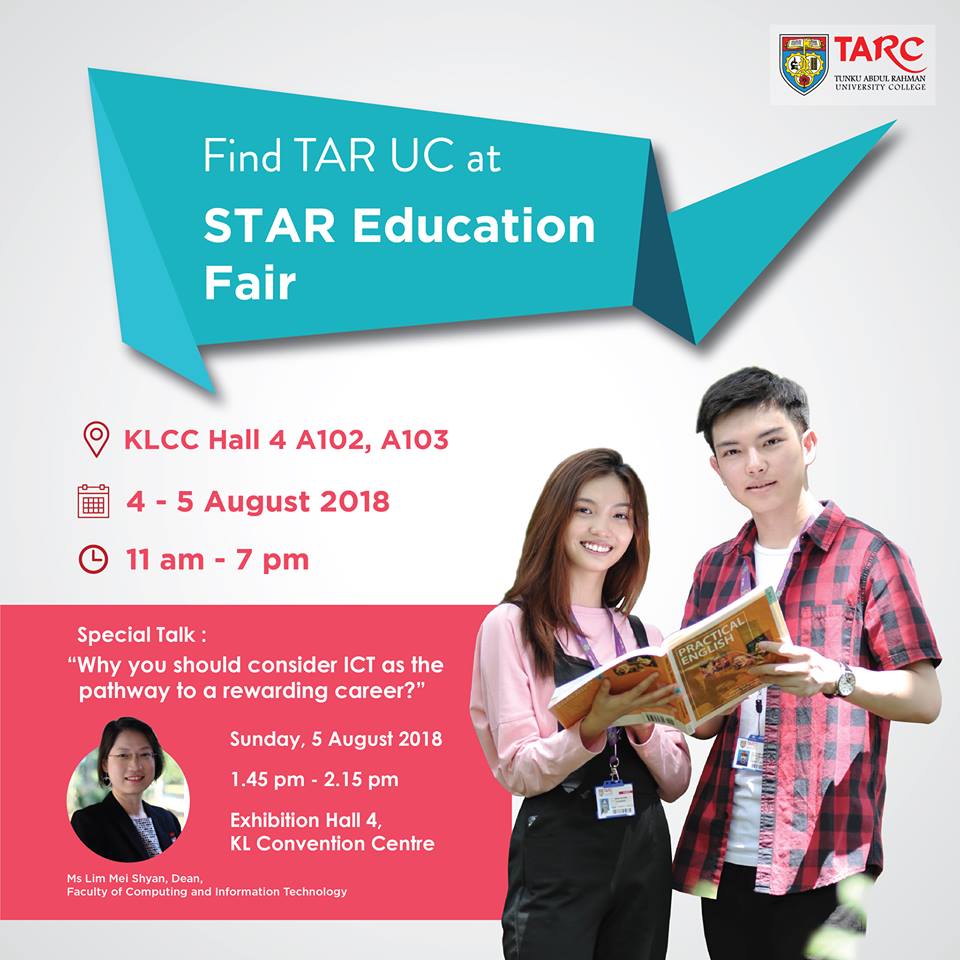 TARC
TUNKU ABDUL RAHMAN
UNIVERSITY COLLEGE
Find TAR UC at
STAR Education
Fair
KLCC Hall 4 A102, A103
4 - 5 August 2018
11 am - 7 pm
Special Talk :
“Why you should consider ICT as the
pathway to a rewarding career?”
Sunday, 5 August 2018
1.45 pm - 2.15 pm
Exhibition Hall 4,
KL Convention Centre
Ms Lim Mei Shyan, Dean,
Faculty of Computing and Information Technology
PRACTICAL
ENGLISH